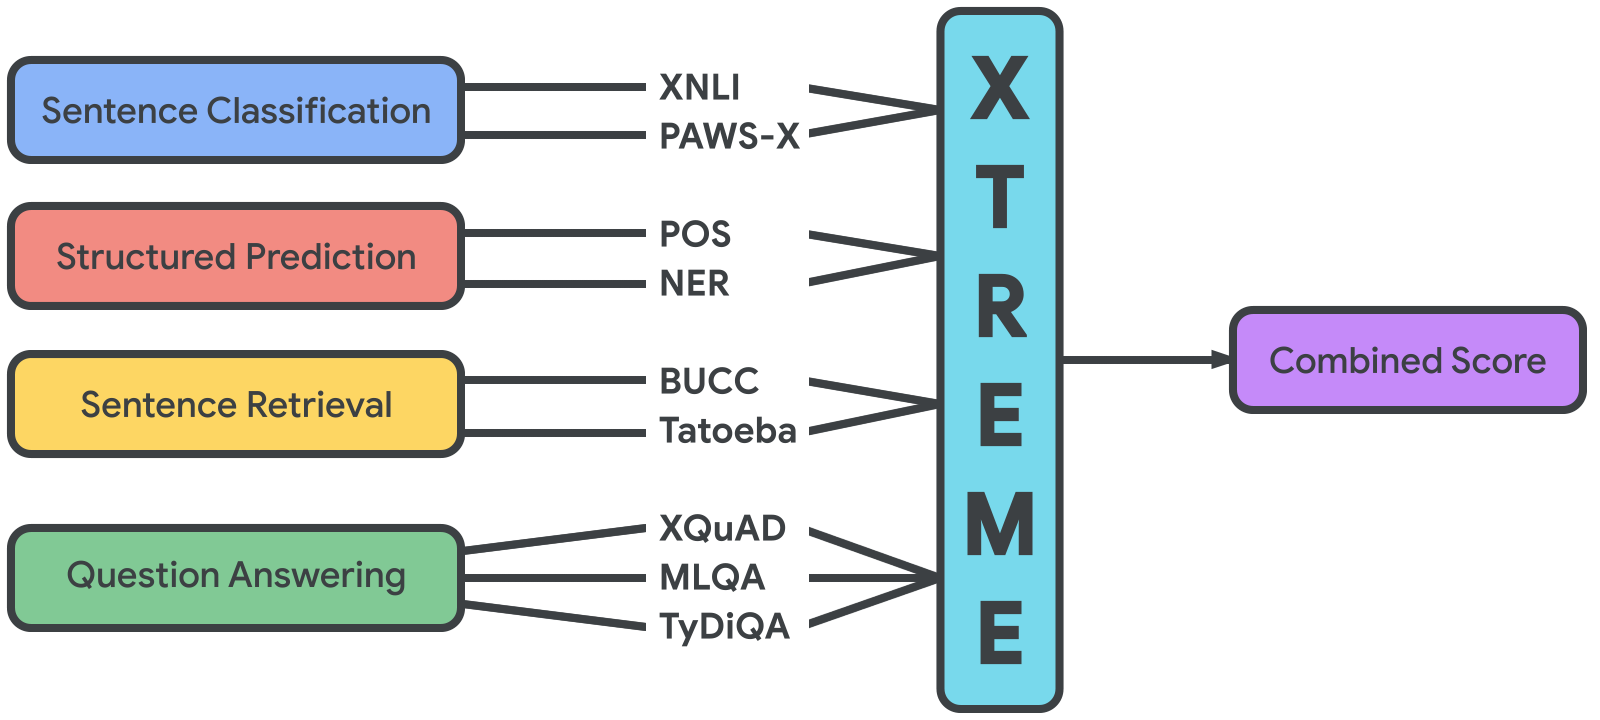 Sentence Classification
XNLI
PAWS-X
Structured Prediction
POS
NER
Sentence Retrieval
BUCC
Tatoeba
Question Answering
XQuAD
MLQA
TyDiQA
XTREME
Combined Score